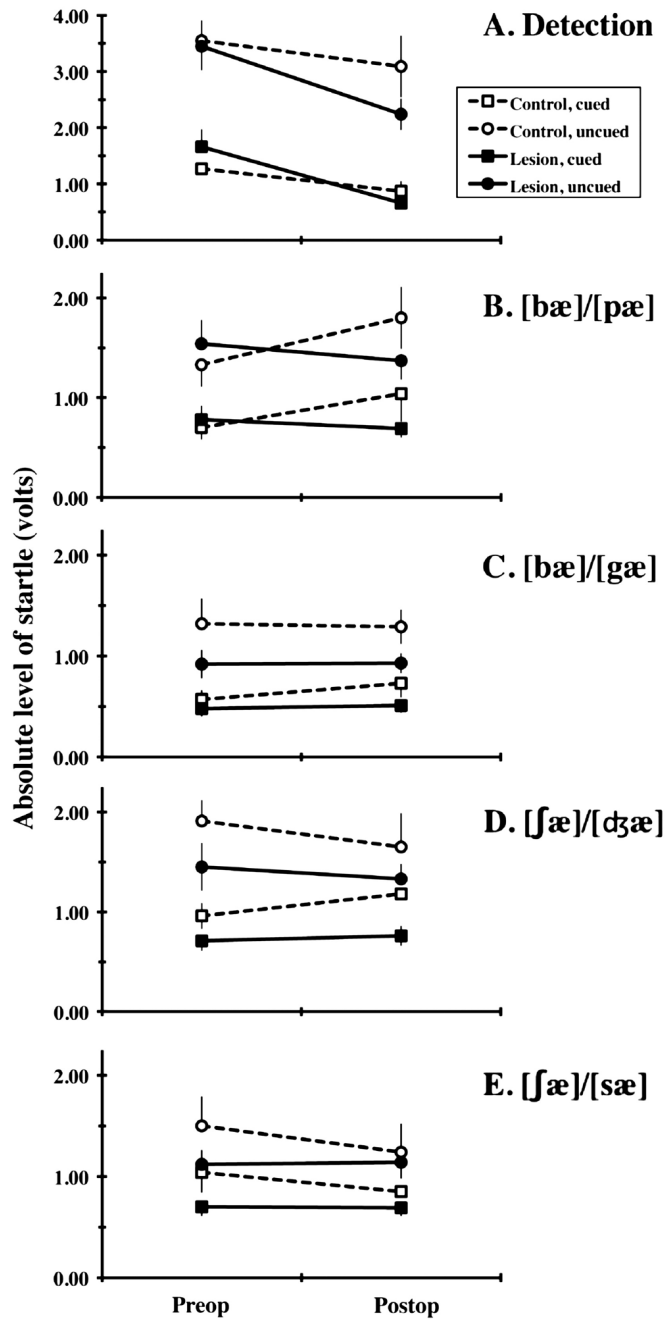 A. Detection
4.00
3.00
2.00
1.00
0.00
Control, cued
Control, uncued
Lesion, cued
Lesion, uncued
B. [bæ]/[pæ]
2.00
1.00
0.00
C. [bæ]/[gæ]
2.00
1.00
0.00
D. [ʃæ]/[ʤæ]
2.00
1.00
0.00
E. [ʃæ]/[sæ]
2.00
1.00
0.00
Preop Postop
Absolute level of startle (volts)